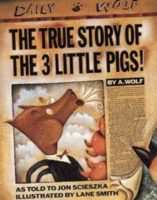 DAILY WOLF
THE TRUE STORY OF
THE 3 LITTLE PIGS!
BY A. WOLF
AS TOLD TO JON SCIESZKA
ILLUSTRATED BY LANE SMITH